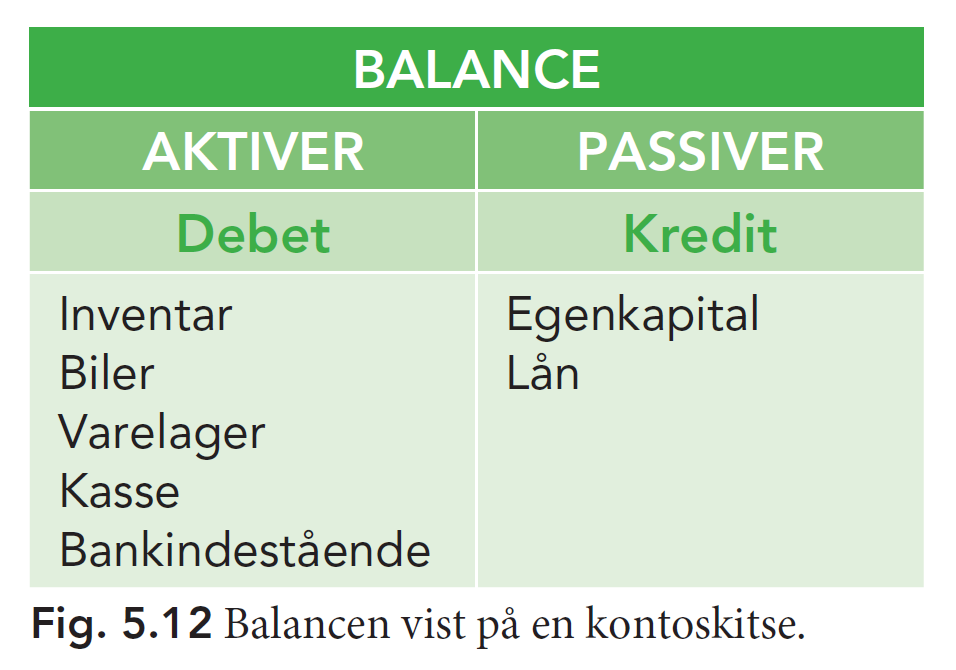 BALANCE
AKTIVER PASSIVER
Debet Kredit
Inventar Egenkapital
Biler Lån
Varelager
Kasse
Bankindestående
Fig. 5.12 Balancen vist på en kontoskitse.